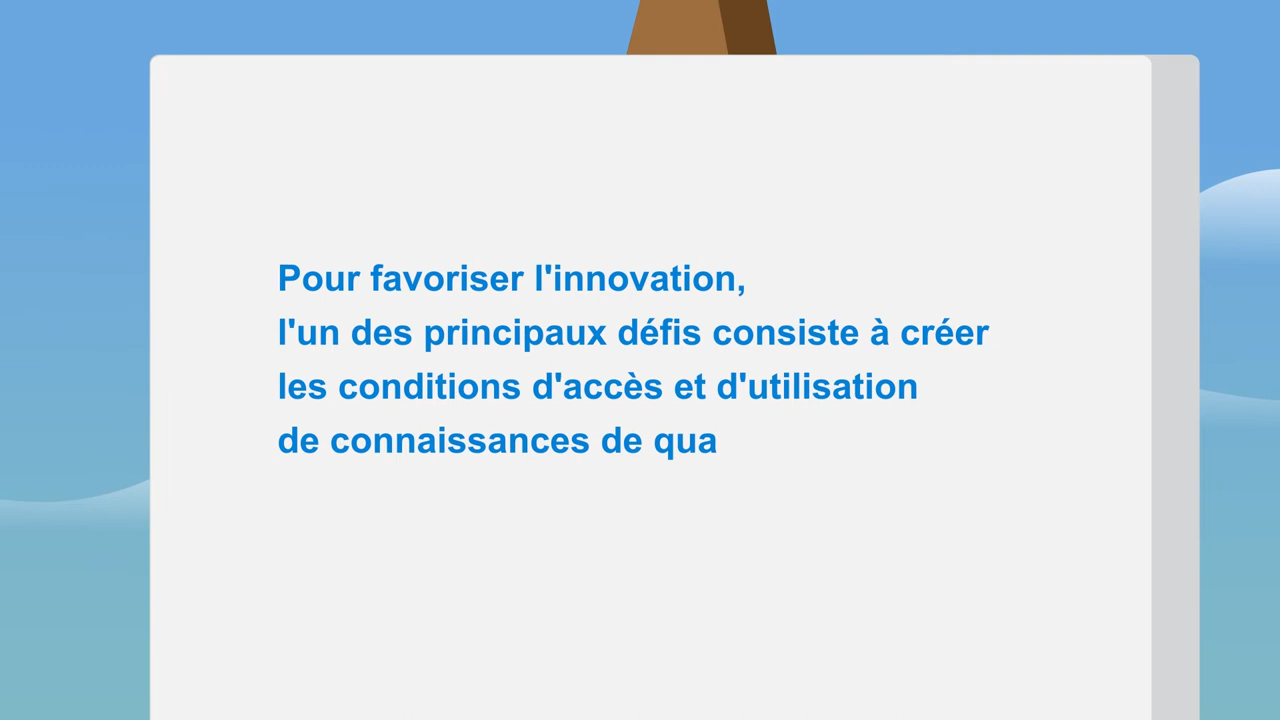 Pour favoriser l'innovation,
l'un des principaux défis consiste à créer
les conditions d'accès et d'utilisation
de connaissances de qua